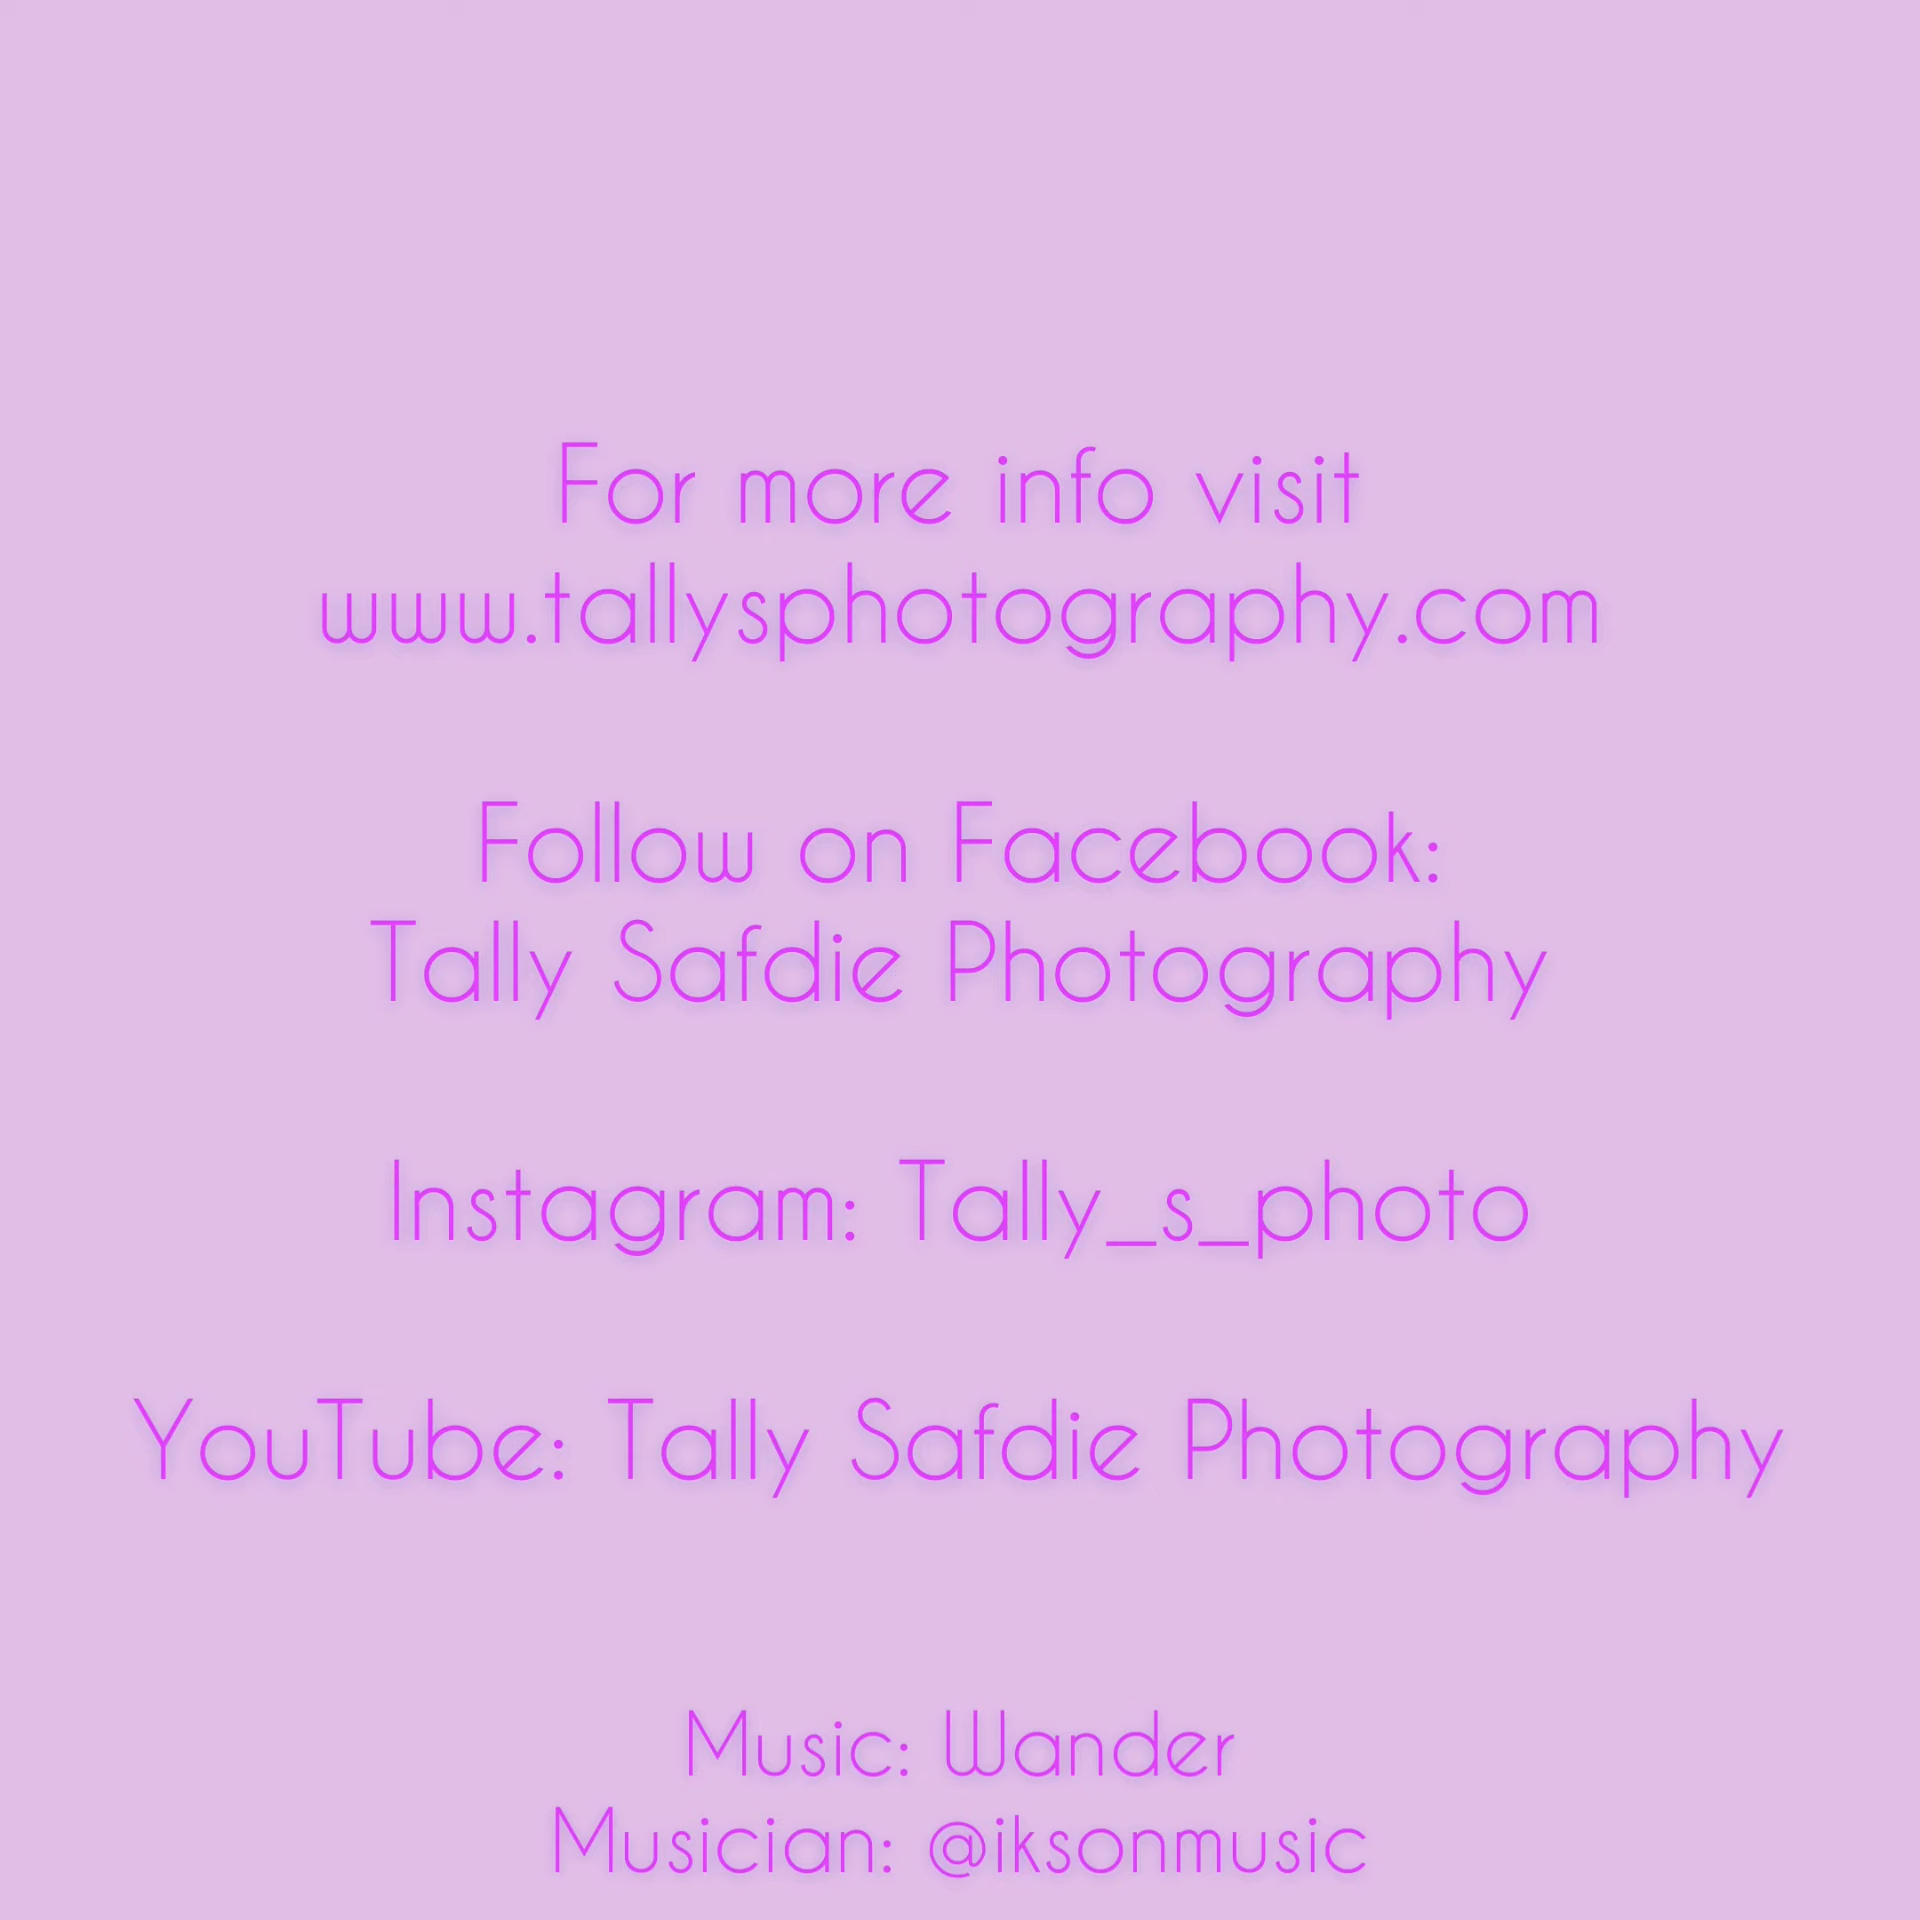 For more info visit
www.tallysphotography.com
Follow on Facebook:
Tally Safdie Photography
Instagram: Tally_s_photo
YouTube: Tally Safdie Photography
Music: Wander
Musician: @iksonmusic